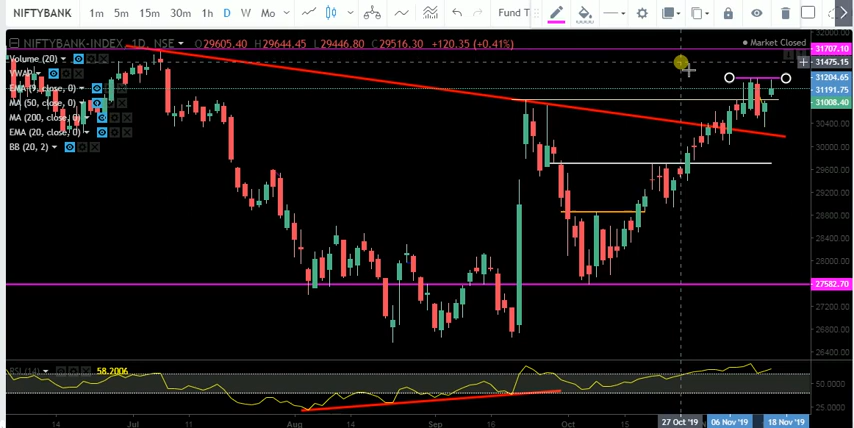 NIFTYBANK 1m 5m 15m 30m 1h D W Mo Fund T
NIFTYBANK-INDEX, 1D, NSE O29605.40 H29644.45 L29446.80 C29516.30 +120.35 (+0.41%)
Market Closed
Volume (20)
VWAP
EMA (9, close, 0)
MA (50, close, 0)
MA (200, close, 0)
EMA (20, close, 0)
BB (20, 2)
32000.00
31707.10
31475.15
31204.65
31191.75
31008.40
30400.00
29600.00
29200.00
28800.00
28400.00
28000.00
27582.70
27200.00
26800.00
26400.00
RSI (14) 58.2006
50.0000
25.0000
14 Jul 15 Aug 19 Sep 16 Oct 15 27 Oct '19 06 Nov '19 18 Nov '19